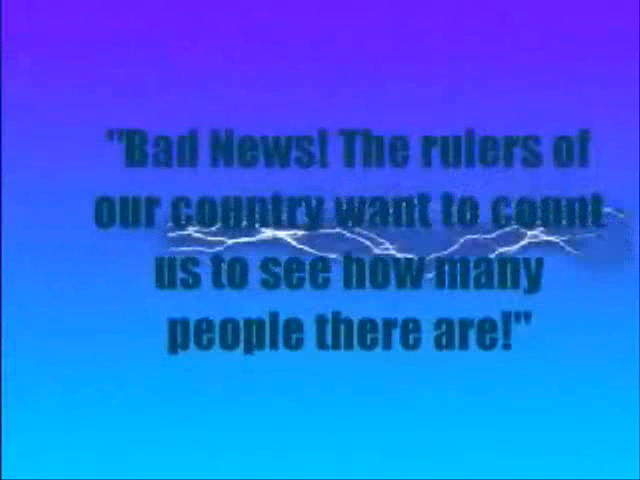 "Bad News! The rulers of
our country want to count
us to see how many
people there are!"